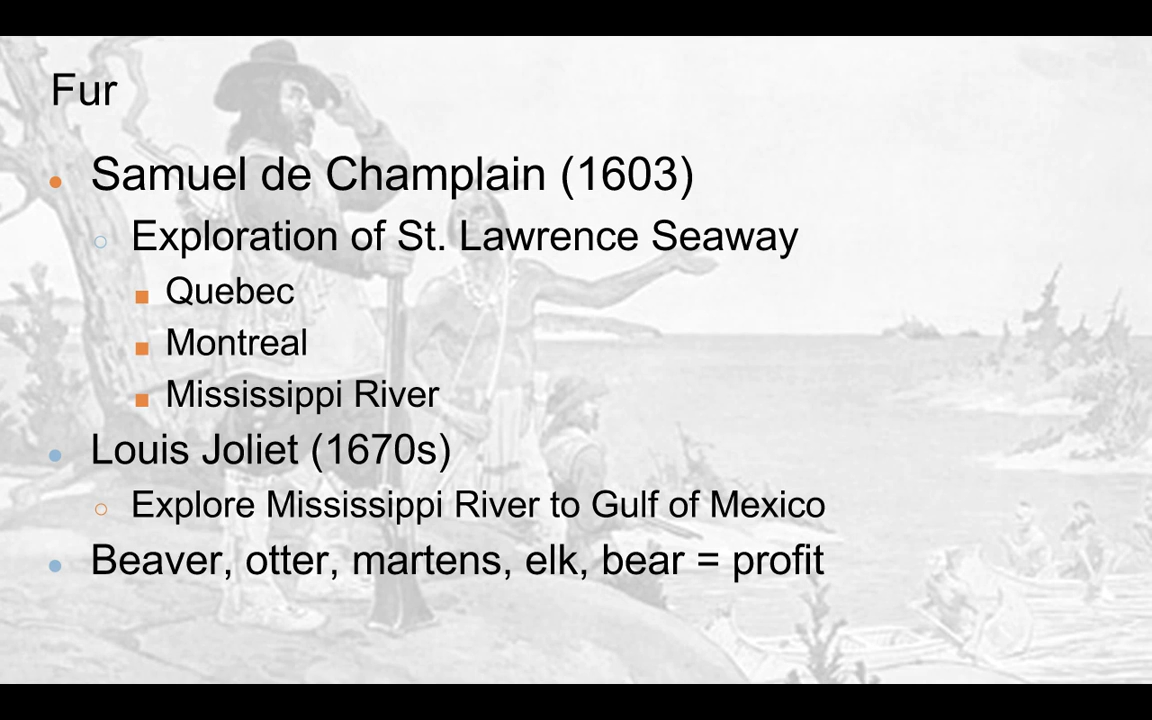 Fur
Samuel de Champlain (1603)
Exploration of St. Lawrence Seaway
Quebec
Montreal
Mississippi River
Louis Joliet (1670s)
Explore Mississippi River to Gulf of Mexico
Beaver, otter, martens, elk, bear = profit